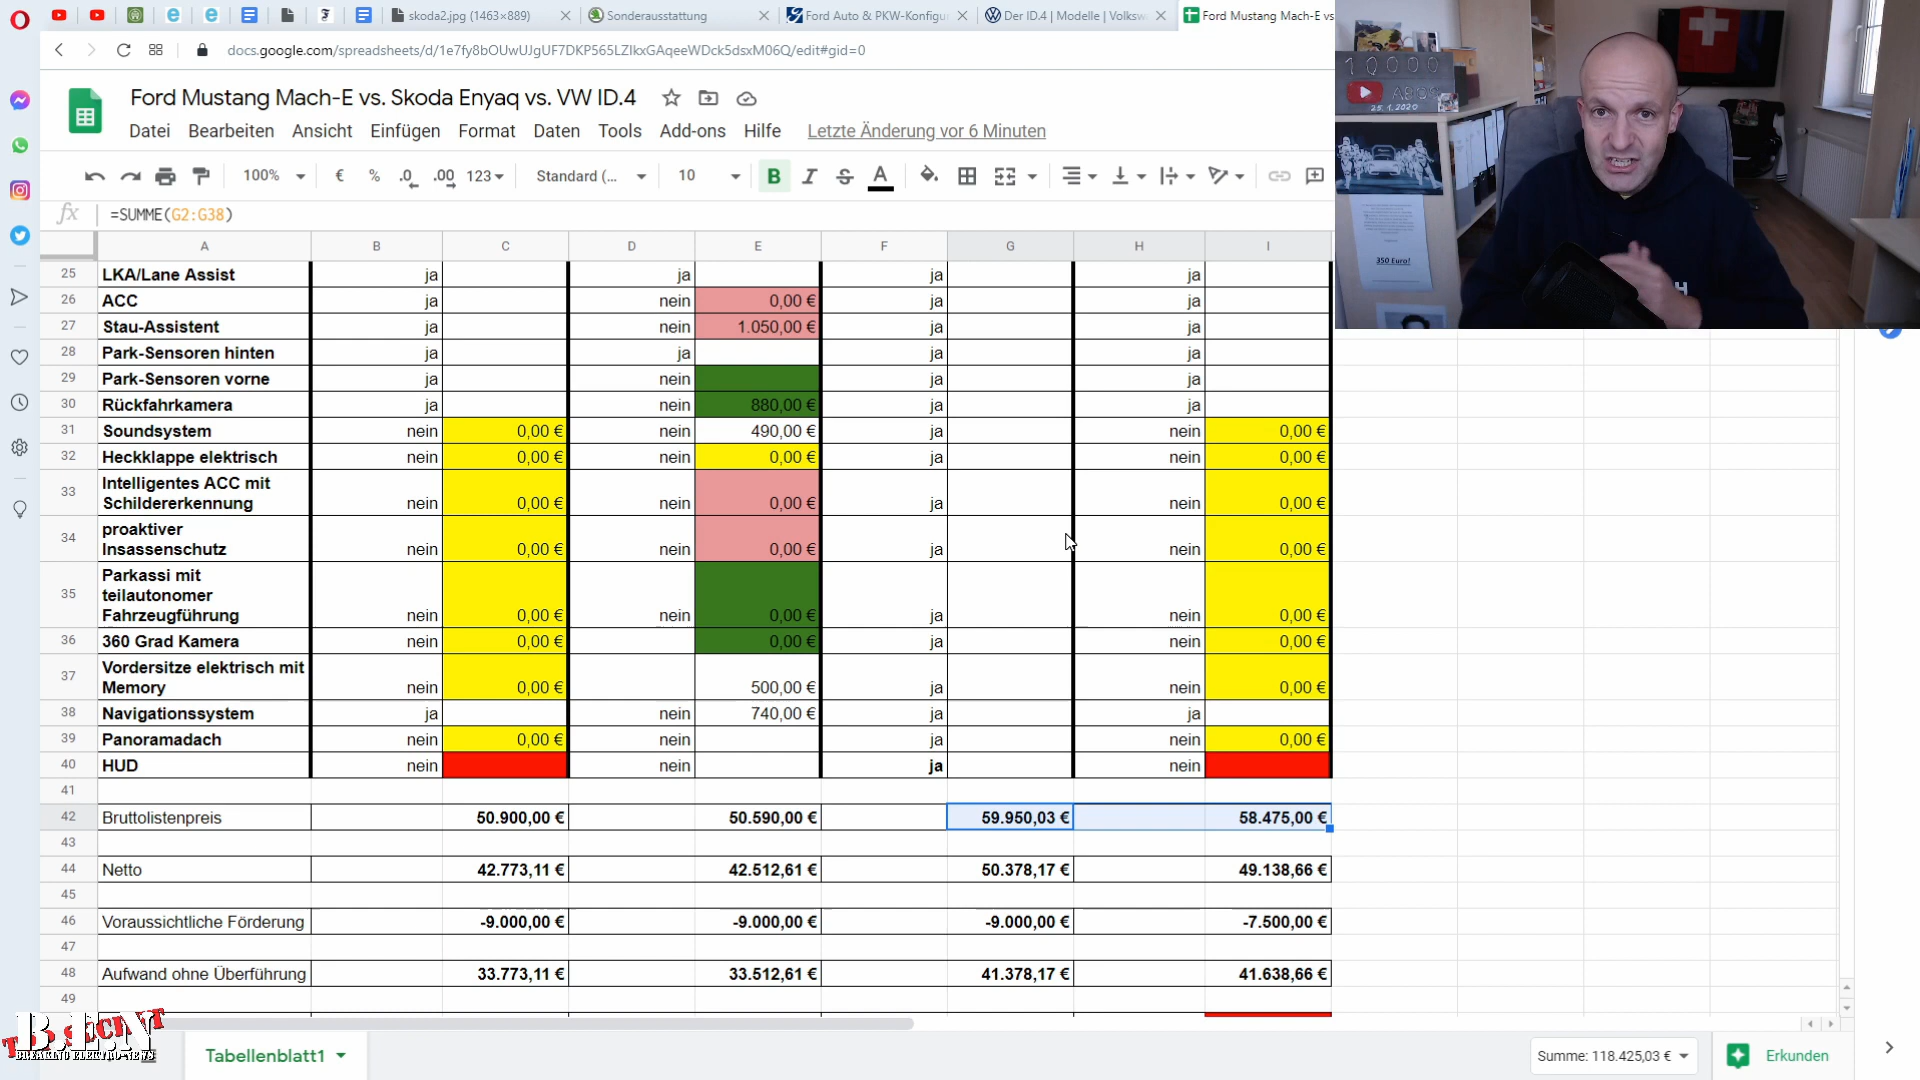 skoda2.jpg (1463×889)
Sonderausstattung
Ford Auto & PKW-Konfigu
Der ID.4 | Modelle | Volksw
Ford Mustang Mach-E vs
docs.google.com/spreadsheets/d/1e7fy8bOUwUJgUF7DKP565LZIkxGAqeeWDck5dsxM06Q/edit#gid=0
Ford Mustang Mach-E vs. Skoda Enyaq vs. VW ID.4
Datei Bearbeiten Ansicht Einfügen Format Daten Tools Add-ons Hilfe Letzte Änderung vor 6 Minuten
100% € % .0 .00 123 Standard (... 10 B I S A
fx =SUMME(G2:G38)
A B C D E F G H I
25 LKA/Lane Assist ja ja ja ja
26 ACC ja nein 0,00 € ja ja
27 Stau-Assistent ja nein 1.050,00 € ja ja
28 Park-Sensoren hinten ja ja ja ja
29 Park-Sensoren vorne ja nein ja ja
30 Rückfahrkamera ja nein 880,00 € ja ja
31 Soundsystem nein 0,00 € nein 490,00 € ja nein 0,00 €
32 Heckklappe elektrisch nein 0,00 € nein 0,00 € ja nein 0,00 €
Intelligentes ACC mit
33 Schildererkennung nein 0,00 € nein 0,00 € ja nein 0,00 €
proaktiver
34 Insassenschutz nein 0,00 € nein 0,00 € ja nein 0,00 €
Parkassi mit
35 teilautonomer
Fahrzeugführung nein 0,00 € nein 0,00 € ja nein 0,00 €
36 360 Grad Kamera nein 0,00 € 0,00 € ja nein 0,00 €
Vordersitze elektrisch mit
37 Memory nein 0,00 € 500,00 € ja nein 0,00 €
38 Navigationssystem ja nein 740,00 € ja ja
39 Panoramadach nein 0,00 € nein ja nein 0,00 €
40 HUD nein nein ja nein
41
42 Bruttolistenpreis 50.900,00 € 50.590,00 € 59.950,03 € 58.475,00 €
43
44 Netto 42.773,11 € 42.512,61 € 50.378,17 € 49.138,66 €
45
46 Voraussichtliche Förderung -9.000,00 € -9.000,00 € -9.000,00 € -7.500,00 €
47
48 Aufwand ohne Überführung 33.773,11 € 33.512,61 € 41.378,17 € 41.638,66 €
49
Tabellenblatt1
Summe: 118.425,03 €
Erkunden
BREAKING ELEKTRO-NEWS
10000
ABOS
25.1.2020
350 Euro!